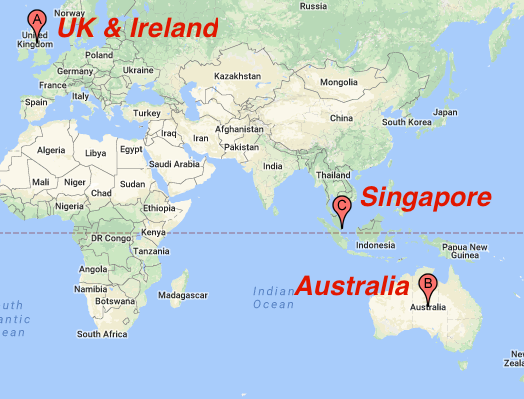 Russia
Norway
A
UK & Ireland
United
Kingdom
Poland
Germany
Ukraine
Kazakhstan
France
Mongolia
Italy
Spain
Turkey
Japan
South Korea
China
Afghanistan
Iraq
Iran
Algeria
Libya
Egypt
Pakistan
Saudi Arabia
India
Mali
Niger
Sudan
Thailand
Chad
Nigeria
Ethiopia
C
Singapore
DR Congo
Kenya
Indonesia
Tanzania
Papua New
Guinea
Angola
B
Australia
Indian
Ocean
Namibia
Madagascar
Botswana
Australia
outh
antic
ean
South Africa
New
Zeala